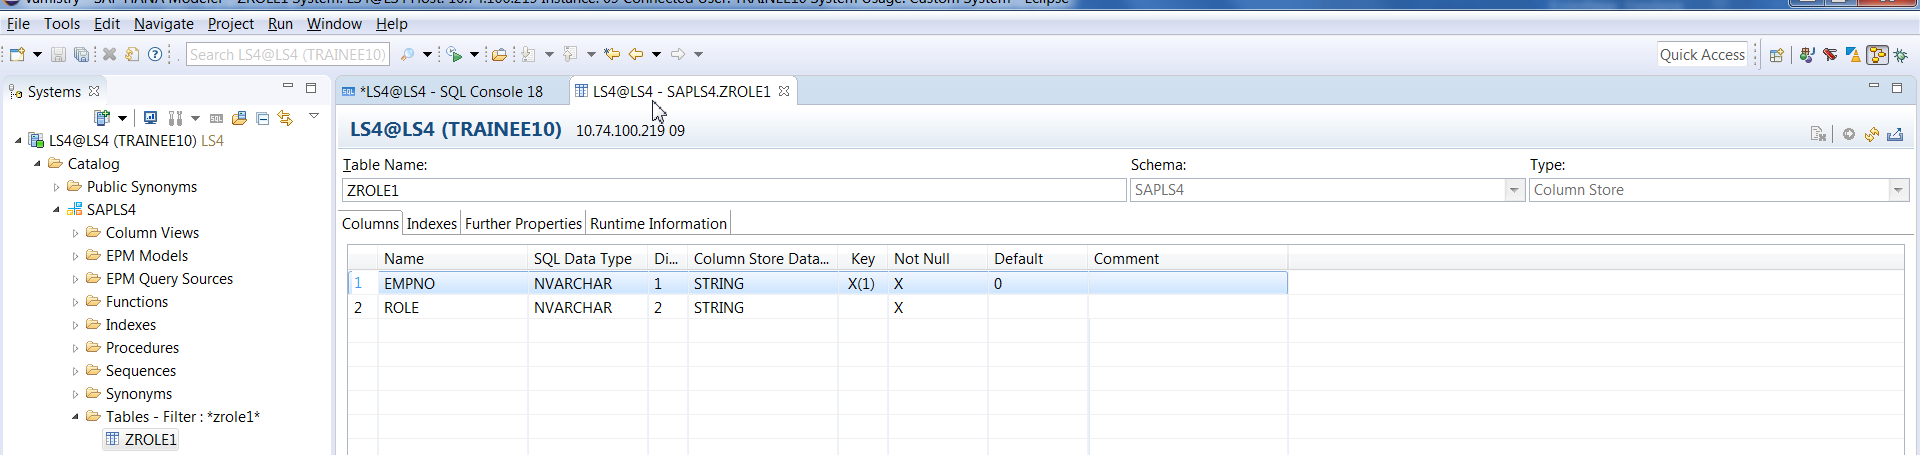 File Tools Edit Navigate Project Run Window Help
Search LS4@LS4 (TRAINEE10)
Quick Access
Systems
*LS4@LS4 - SQL Console 18
LS4@LS4 - SAPLS4.ZROLE1
LS4@LS4 (TRAINEE10) LS4
Catalog
Public Synonyms
SAPLS4
Column Views
EPM Models
EPM Query Sources
Functions
Indexes
Procedures
Sequences
Synonyms
Tables - Filter : *zrole1*
ZROLE1
LS4@LS4 (TRAINEE10) 10.74.100.219 09
Table Name: Schema: Type:
ZROLE1 SAPLS4 Column Store
Columns Indexes Further Properties Runtime Information
Name SQL Data Type Di... Column Store Data... Key Not Null Default Comment
1 EMPNO NVARCHAR 1 STRING X(1) X 0
2 ROLE NVARCHAR 2 STRING X